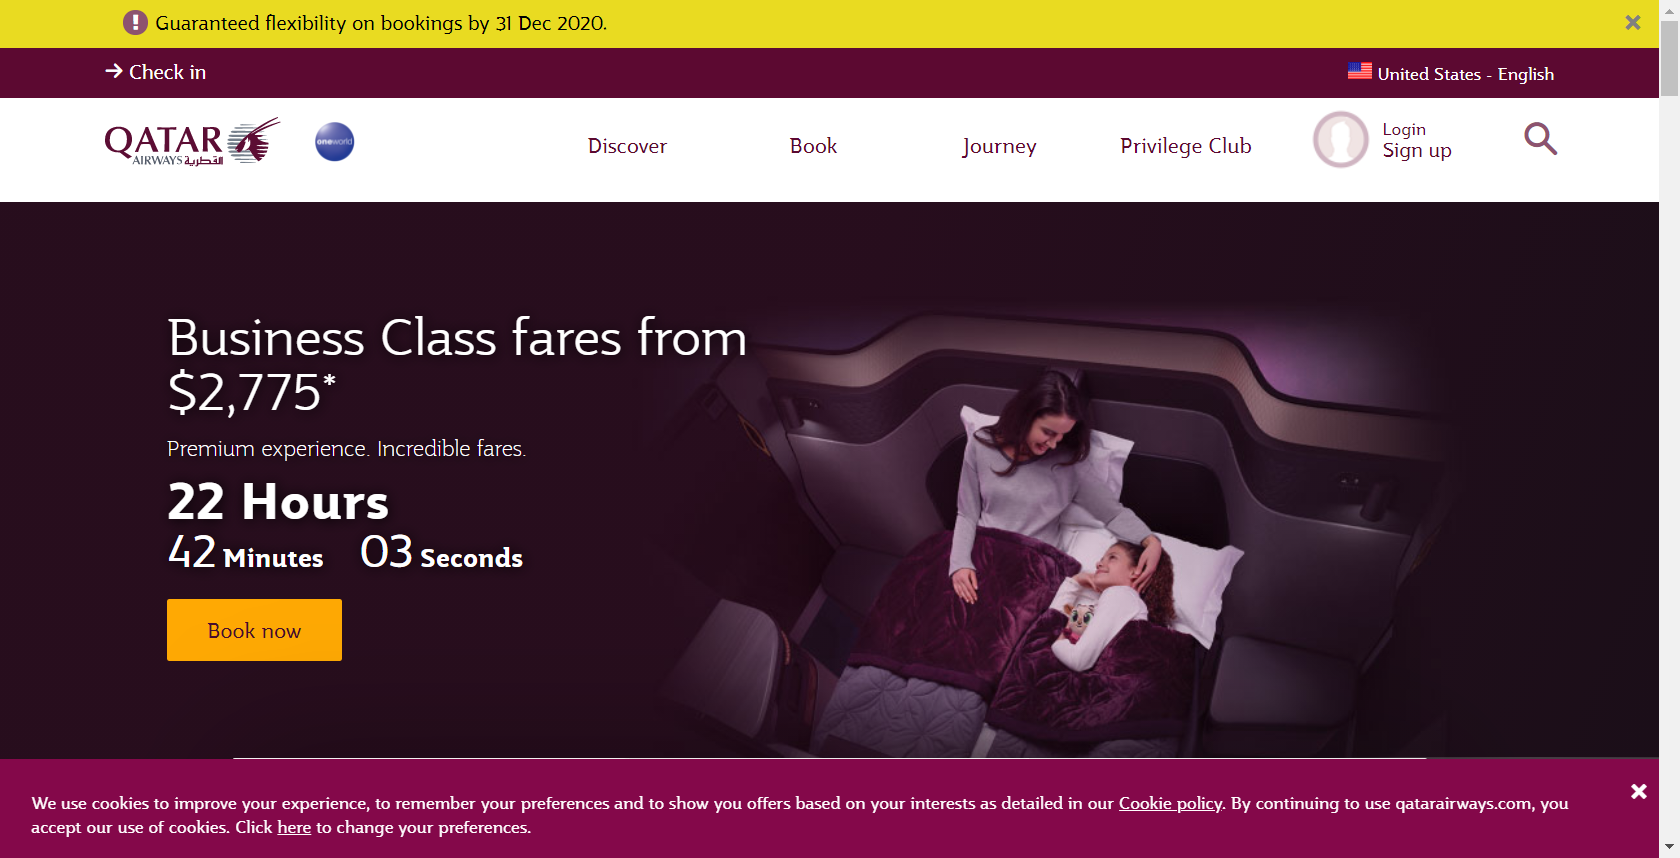 Guaranteed flexibility on bookings by 31 Dec 2020.
Check in
United States - English
QATAR
AIRWAYS القطرية
oneworld
Discover
Book
Journey
Privilege Club
Login
Sign up
Business Class fares from
$2,775*
Premium experience. Incredible fares.
22 Hours
42 Minutes 03 Seconds
Book now
We use cookies to improve your experience, to remember your preferences and to show you offers based on your interests as detailed in our Cookie policy. By continuing to use qatarairways.com, you
accept our use of cookies. Click here to change your preferences.